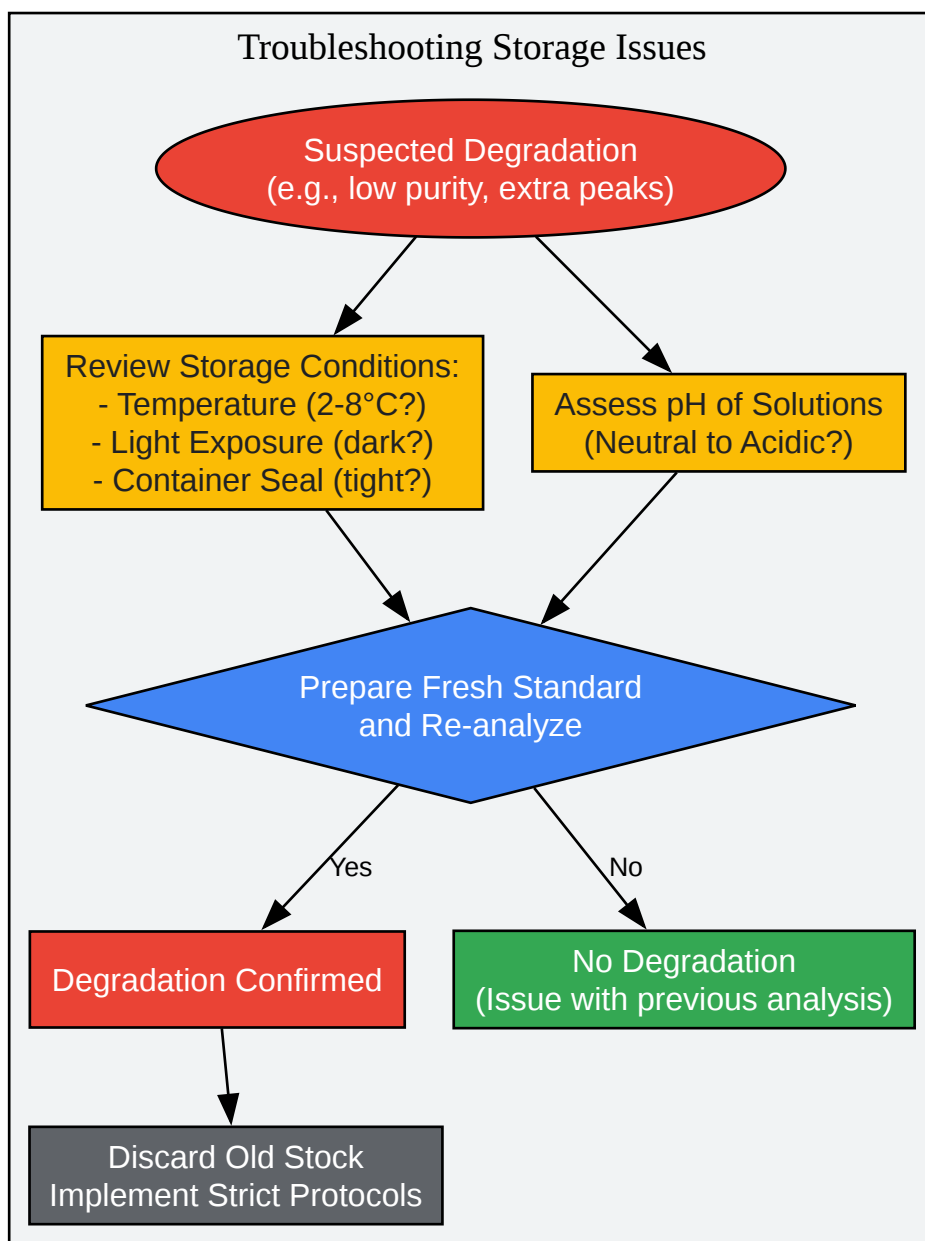 Troubleshooting Storage Issues
Suspected Degradation
(e.g., low purity, extra peaks)
Review Storage Conditions:
- Temperature (2-8°C?)
- Light Exposure (dark?)
- Container Seal (tight?)
Assess pH of Solutions
(Neutral to Acidic?)
Prepare Fresh Standard
and Re-analyze
Yes
No
Degradation Confirmed
No Degradation
(Issue with previous analysis)
Discard Old Stock
Implement Strict Protocols